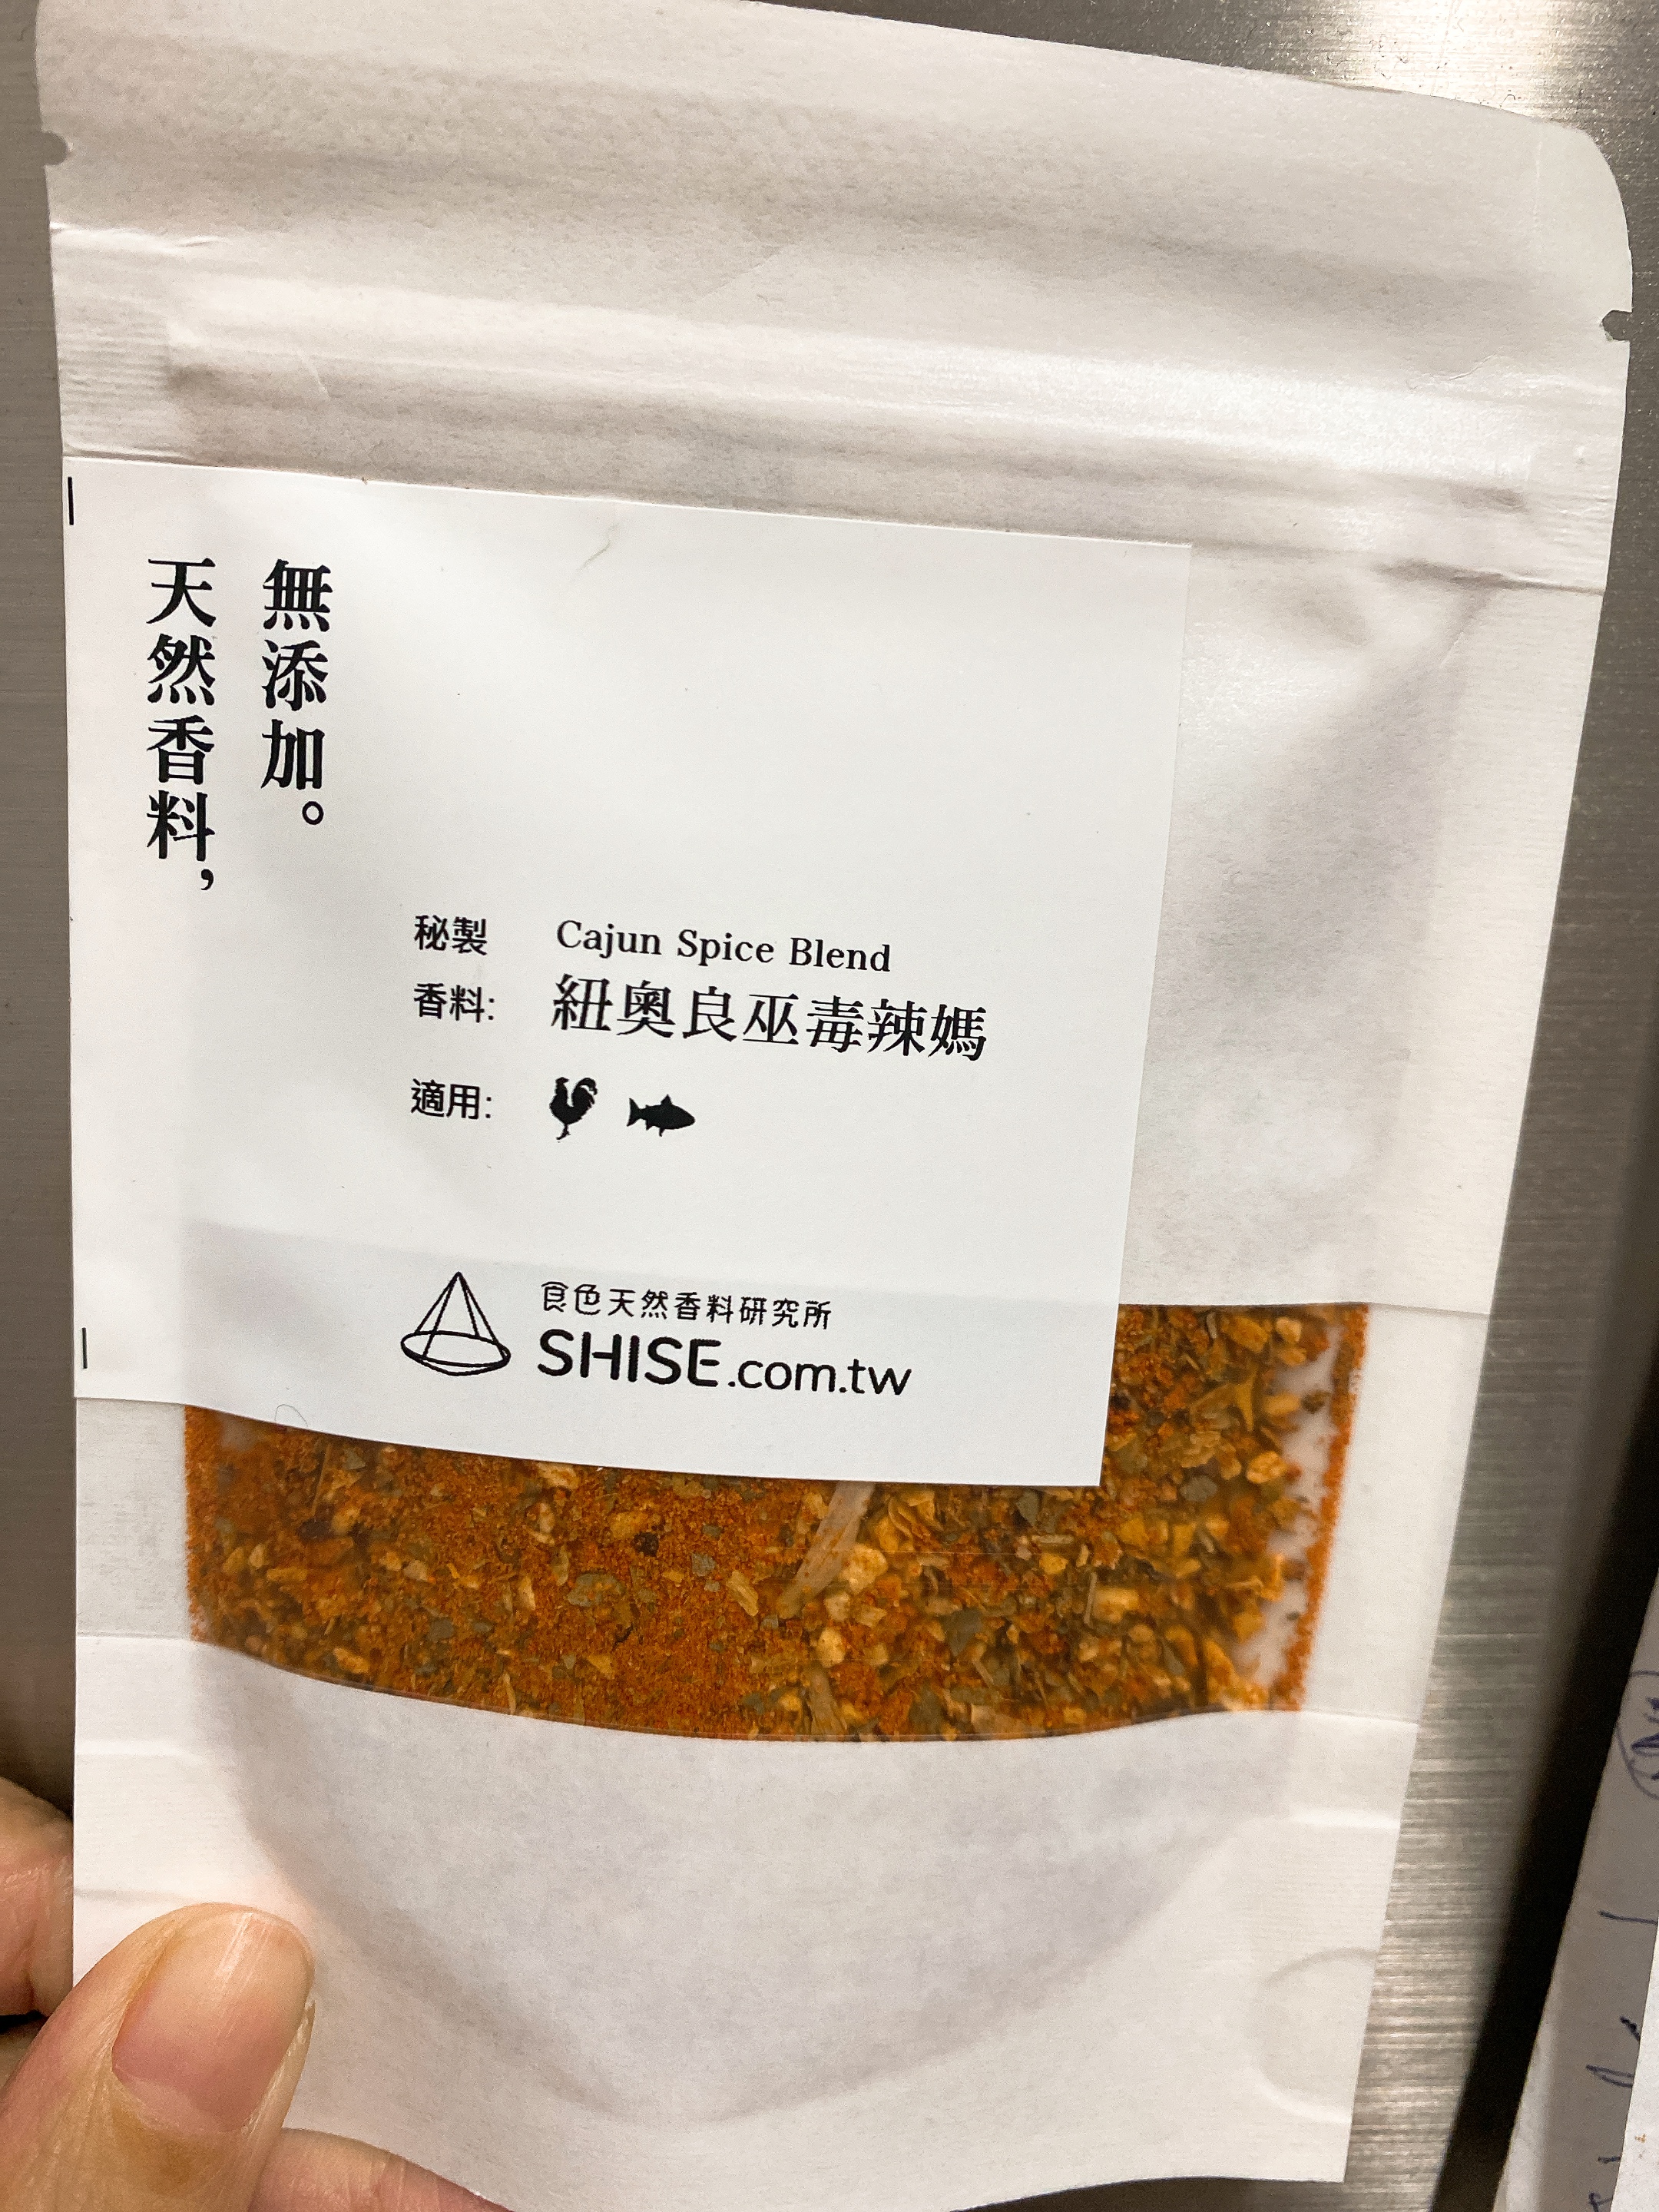 天然香料，
無添加。
秘製
香料:
Cajun Spice Blend
紐奧良巫毒辣媽
適用:
食色天然香料研究所
SHISE.com.tw